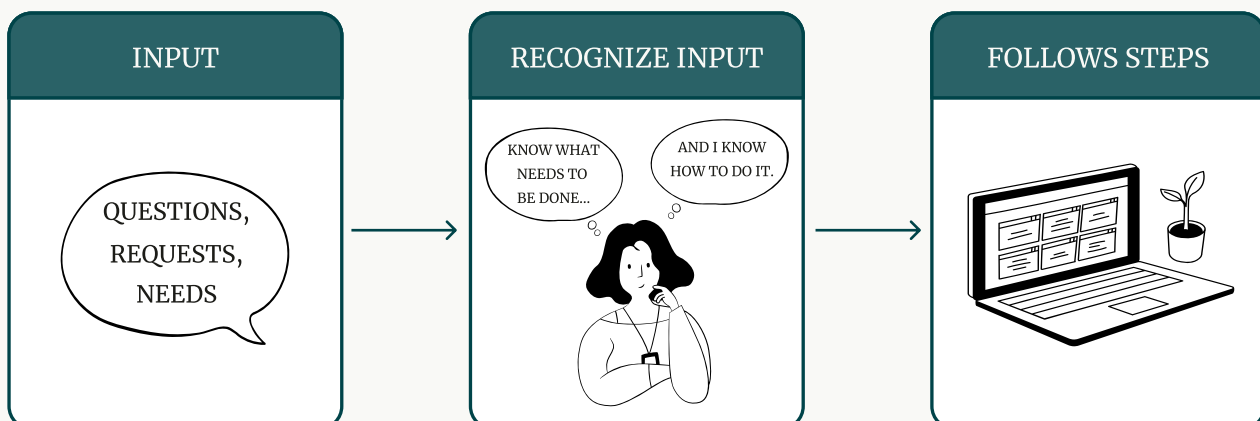 INPUT
QUESTIONS,
REQUESTS,
NEEDS
RECOGNIZE INPUT
KNOW WHAT
NEEDS TO
BE DONE...
AND I KNOW
HOW TO DO IT.
FOLLOWS STEPS